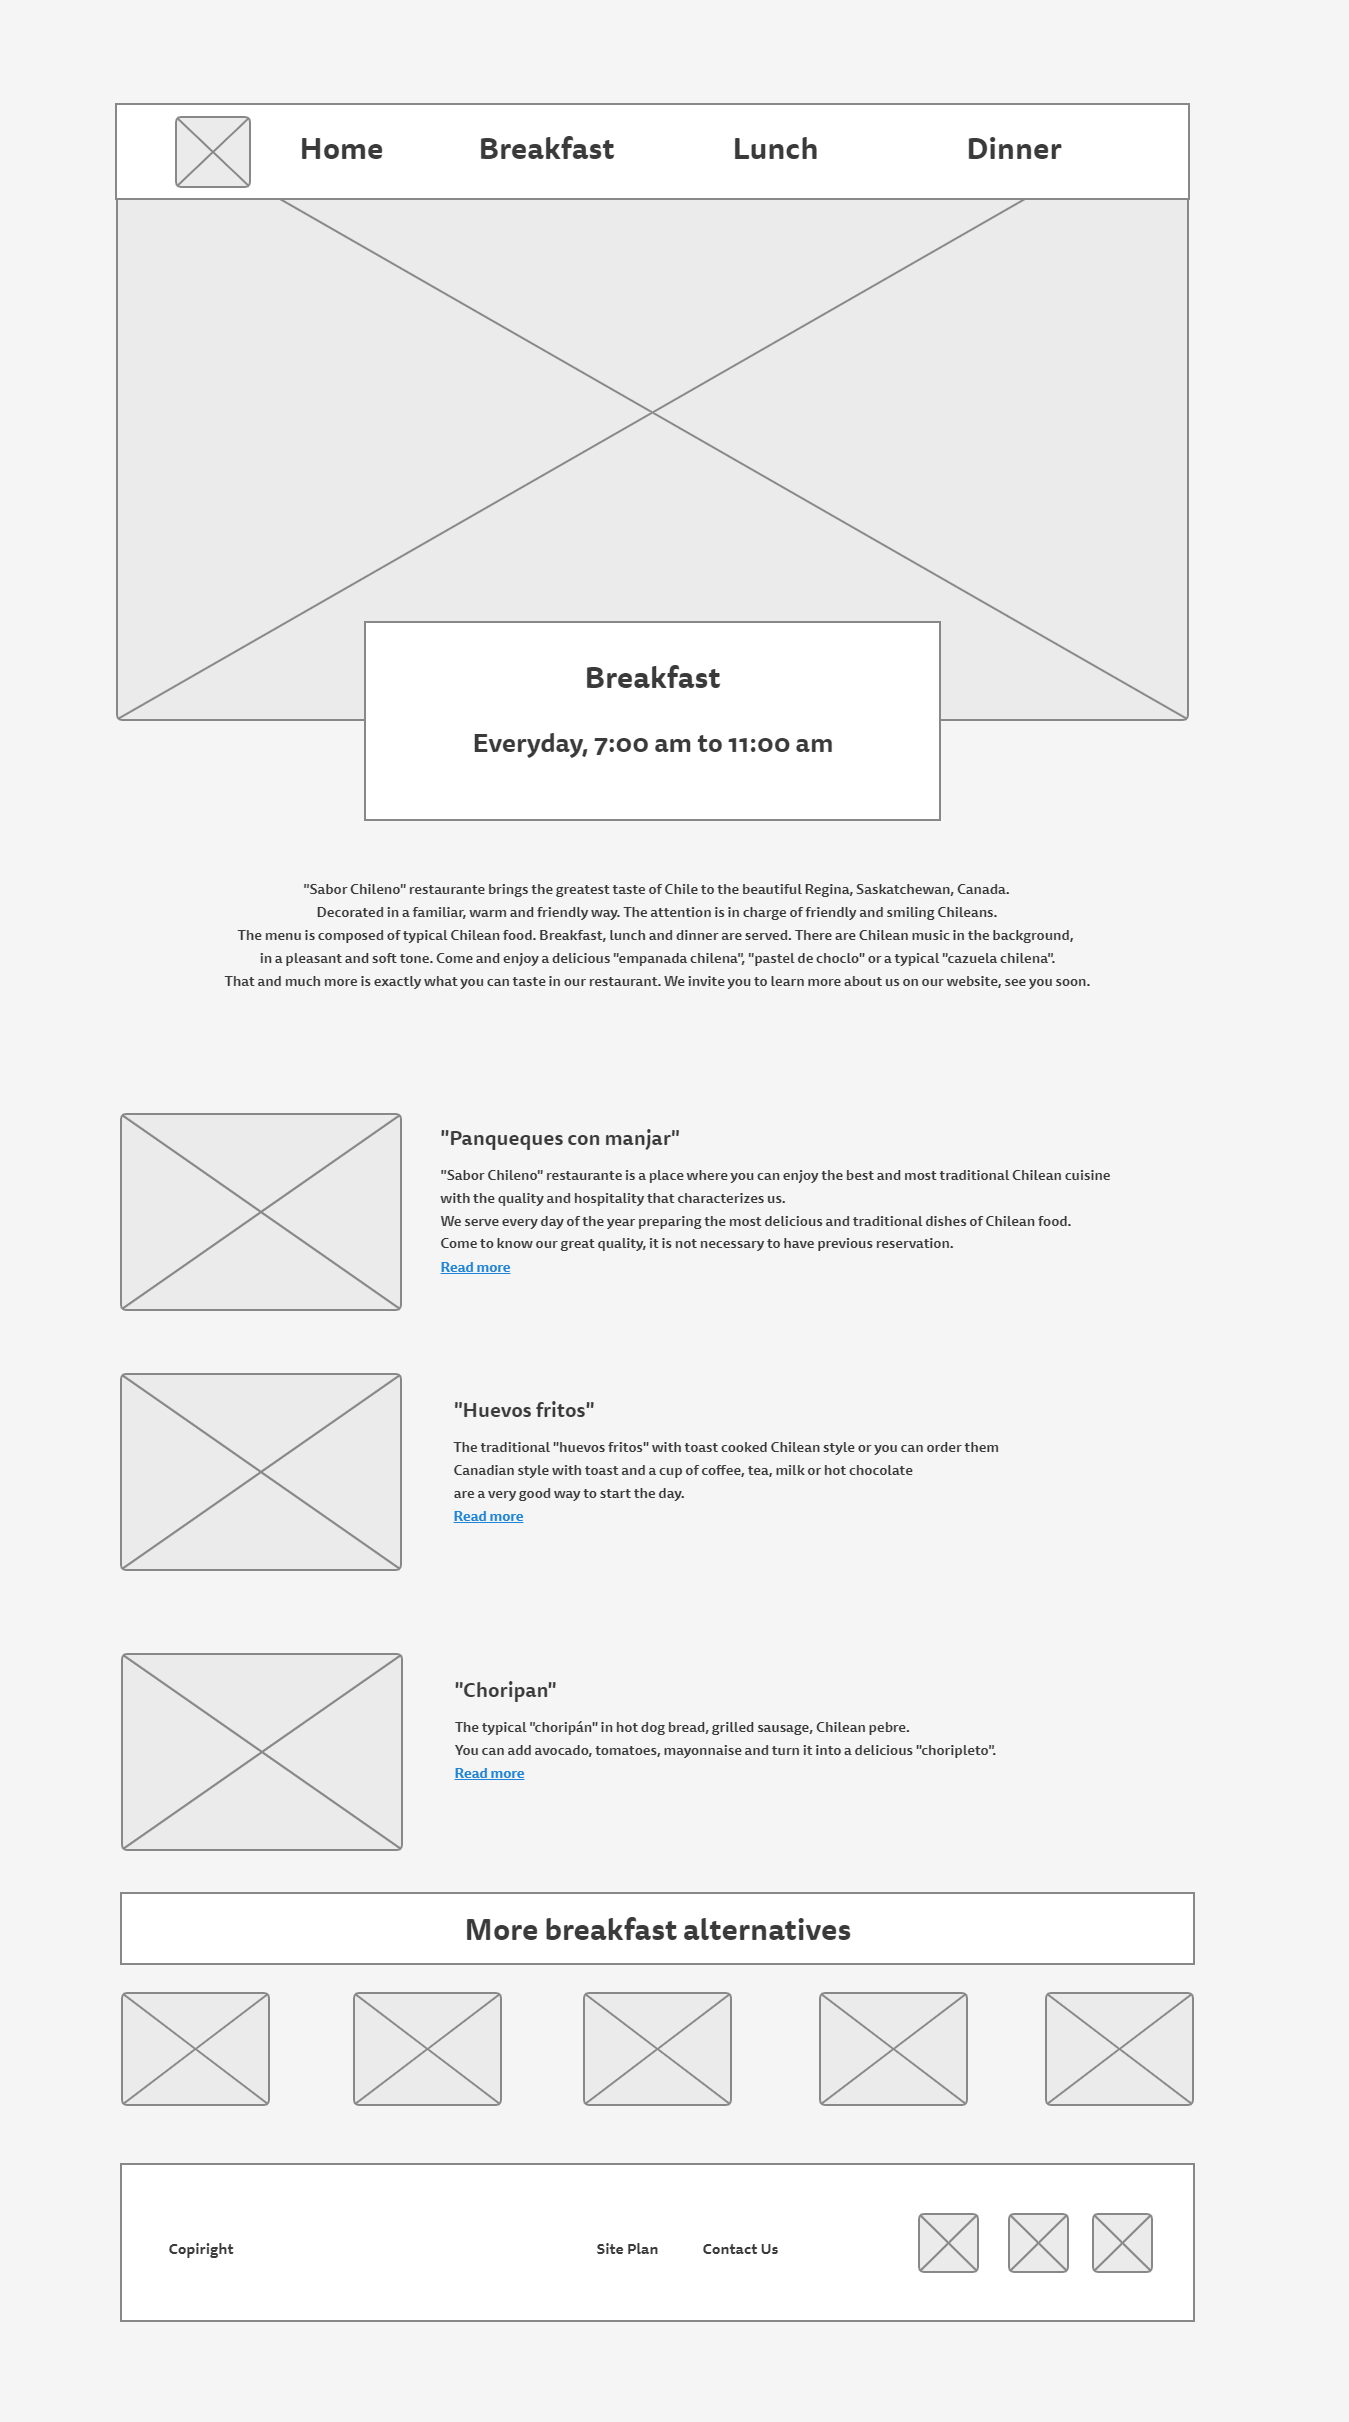 Home Breakfast Lunch Dinner
Breakfast
Everyday, 7:00 am to 11:00 am
"Sabor Chileno" restaurante brings the greatest taste of Chile to the beautiful Regina, Saskatchewan, Canada.
Decorated in a familiar, warm and friendly way. The attention is in charge of friendly and smiling Chileans.
The menu is composed of typical Chilean food. Breakfast, lunch and dinner are served. There are Chilean music in the background,
in a pleasant and soft tone. Come and enjoy a delicious "empanada chilena", "pastel de choclo" or a typical "cazuela chilena".
That and much more is exactly what you can taste in our restaurant. We invite you to learn more about us on our website, see you soon.
"Panqueques con manjar"
"Sabor Chileno" restaurante is a place where you can enjoy the best and most traditional Chilean cuisine
with the quality and hospitality that characterizes us.
We serve every day of the year preparing the most delicious and traditional dishes of Chilean food.
Come to know our great quality, it is not necessary to have previous reservation.
Read more
"Huevos fritos"
The traditional "huevos fritos" with toast cooked Chilean style or you can order them
Canadian style with toast and a cup of coffee, tea, milk or hot chocolate
are a very good way to start the day.
Read more
"Choripan"
The typical "choripán" in hot dog bread, grilled sausage, Chilean pebre.
You can add avocado, tomatoes, mayonnaise and turn it into a delicious "choripleto".
Read more
More breakfast alternatives
Copiright Site Plan Contact Us